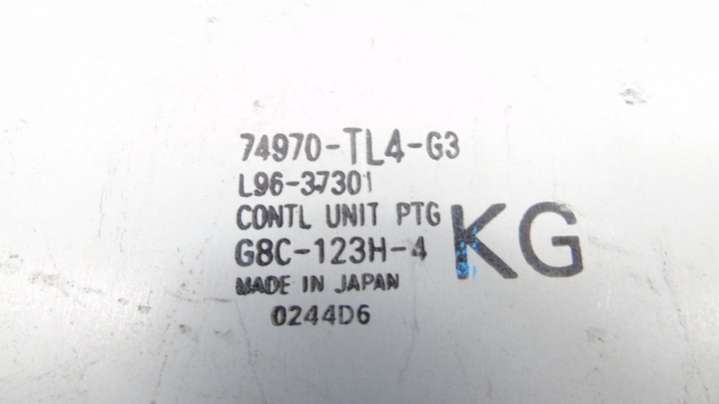 74970-TL4-G3
L96-37301
CONTL UNIT PTG
G8C-123H-4
KG
MADE IN JAPAN
0244D6